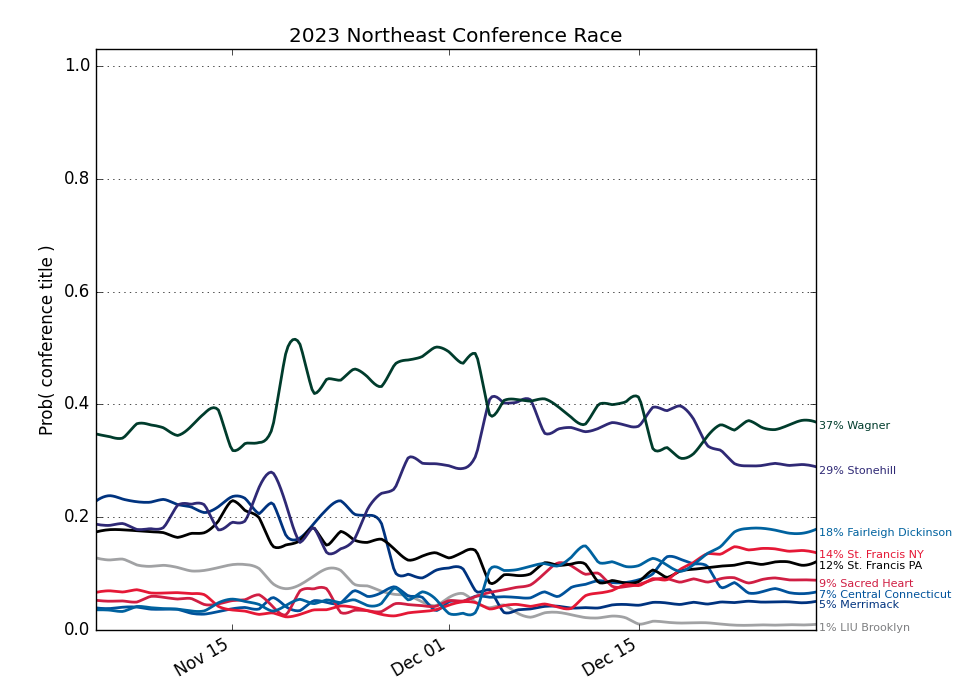 2023 Northeast Conference Race
Prob( conference title )
1.0
0.8
0.6
0.4
0.2
0.0
Nov 15
Dec 01
Dec 15
37% Wagner
29% Stonehill
18% Fairleigh Dickinson
14% St. Francis NY
12% St. Francis PA
9% Sacred Heart
7% Central Connecticut
5% Merrimack
1% LIU Brooklyn